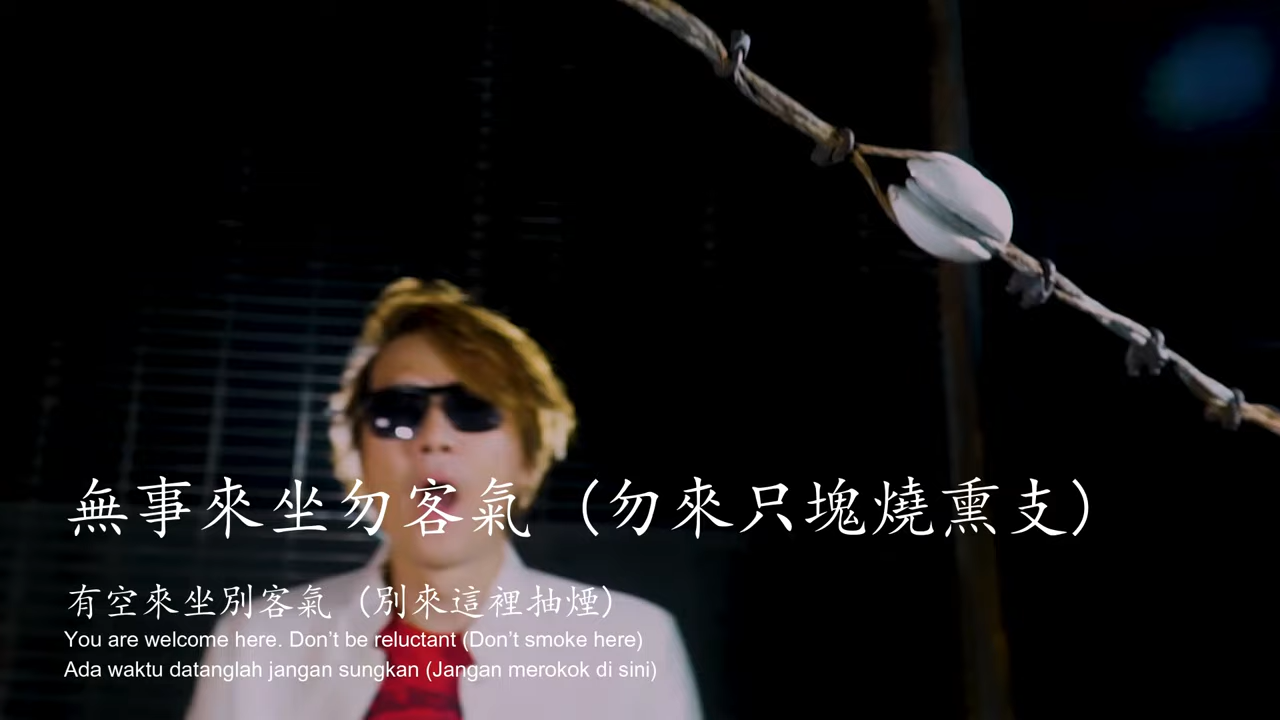 無事來坐勿客氣（勿來只塊燒熏支）
有空來坐別客氣（別來這裡抽煙）
You are welcome here. Don’t be reluctant (Don’t smoke here)
Ada waktu datanglah jangan sungkan (Jangan merokok di sini)